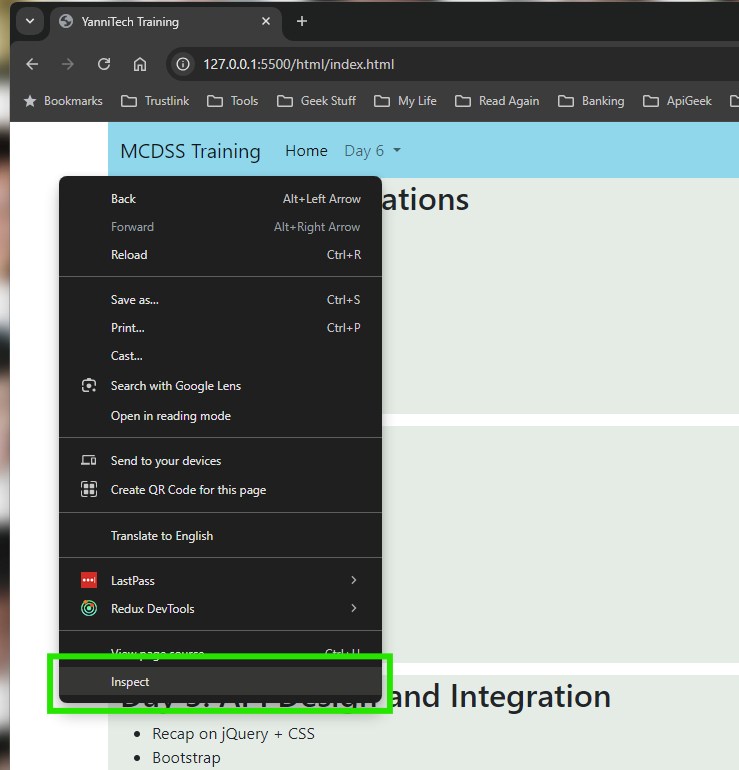 YanniTech Training
127.0.0.1:5500/html/index.html
Bookmarks Trustlink Tools Geek Stuff My Life Read Again Banking ApiGeek
MCDSS Training Home Day 6
ations
Back Alt+Left Arrow
Forward Alt+Right Arrow
Reload Ctrl+R
Save as... Ctrl+S
Print... Ctrl+P
Cast...
Search with Google Lens
Open in reading mode
Send to your devices
Create QR Code for this page
Translate to English
LastPass
Redux DevTools
View page source Ctrl+U
Inspect
Day 5: API Design and Integration
Recap on jQuery + CSS
Bootstrap